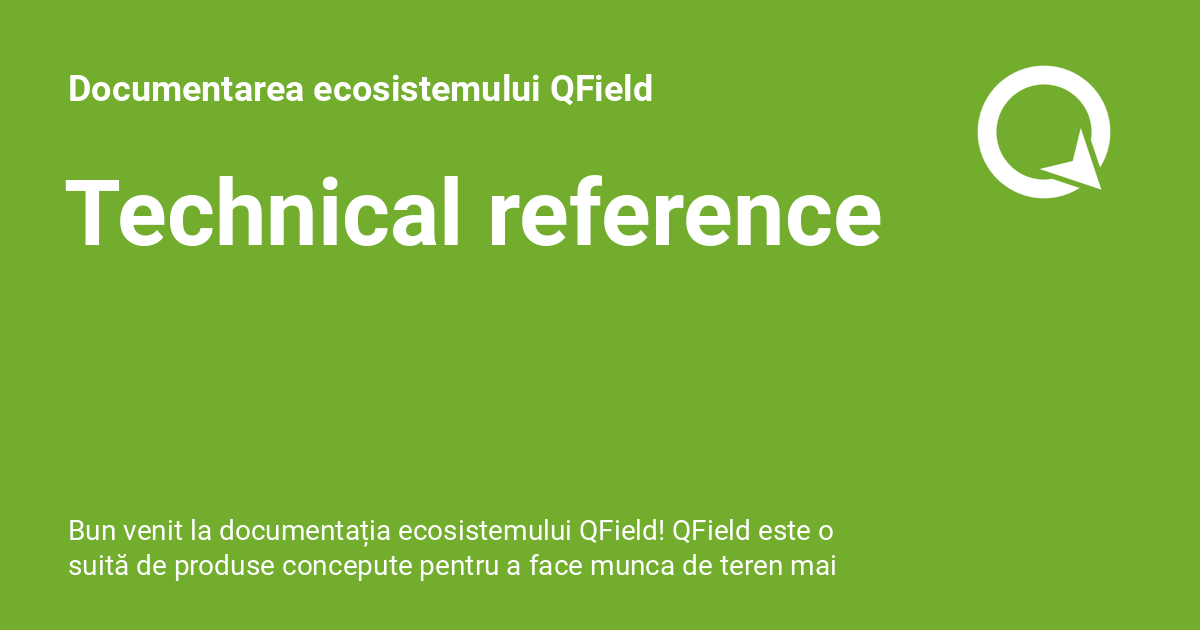 Documentarea ecosistemului QField
Technical reference
Bun venit la documentația ecosistemului QField! QField este o
suită de produse concepute pentru a face munca de teren mai